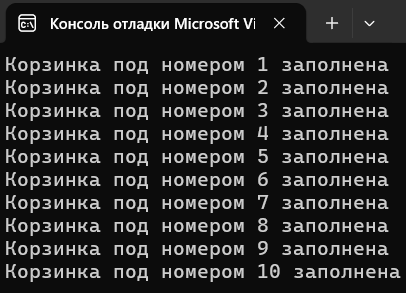 Консоль отладки Microsoft Vi
Корзинка под номером 1 заполнена
Корзинка под номером 2 заполнена
Корзинка под номером 3 заполнена
Корзинка под номером 4 заполнена
Корзинка под номером 5 заполнена
Корзинка под номером 6 заполнена
Корзинка под номером 7 заполнена
Корзинка под номером 8 заполнена
Корзинка под номером 9 заполнена
Корзинка под номером 10 заполнена